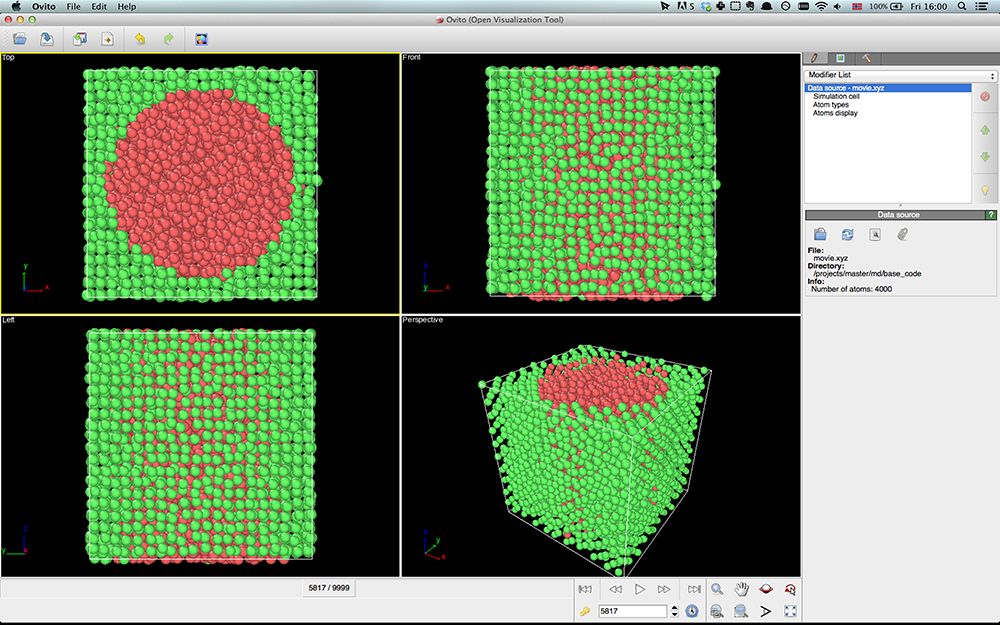 Ovito File Edit Help
5 100% Fri 16:00
Ovito (Open Visualization Tool)
Top
y
x
Front
z
y x
Left
z
y x
Perspective
z
y
x
Modifier List
Data source - movie.xyz
Simulation cell
Atom types
Atoms display
Data source
?
File:
movie.xyz
Directory:
/projects/master/md/base_code
Info:
Number of atoms: 4000
5817 / 9999
5817